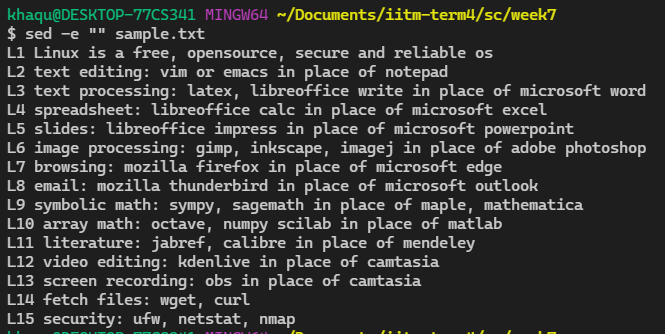 khaqu@DESKTOP-77CS341 MINGW64 ~/Documents/iitm-term4/sc/week7
$ sed -e "" sample.txt
L1 Linux is a free, opensource, secure and reliable os
L2 text editing: vim or emacs in place of notepad
L3 text processing: latex, libreoffice write in place of microsoft word
L4 spreadsheet: libreoffice calc in place of microsoft excel
L5 slides: libreoffice impress in place of microsoft powerpoint
L6 image processing: gimp, inkscape, imagej in place of adobe photoshop
L7 browsing: mozilla firefox in place of microsoft edge
L8 email: mozilla thunderbird in place of microsoft outlook
L9 symbolic math: sympy, sagemath in place of maple, mathematica
L10 array math: octave, numpy scilab in place of matlab
L11 literature: jabref, calibre in place of mendeley
L12 video editing: kdenlive in place of camtasia
L13 screen recording: obs in place of camtasia
L14 fetch files: wget, curl
L15 security: ufw, netstat, nmap